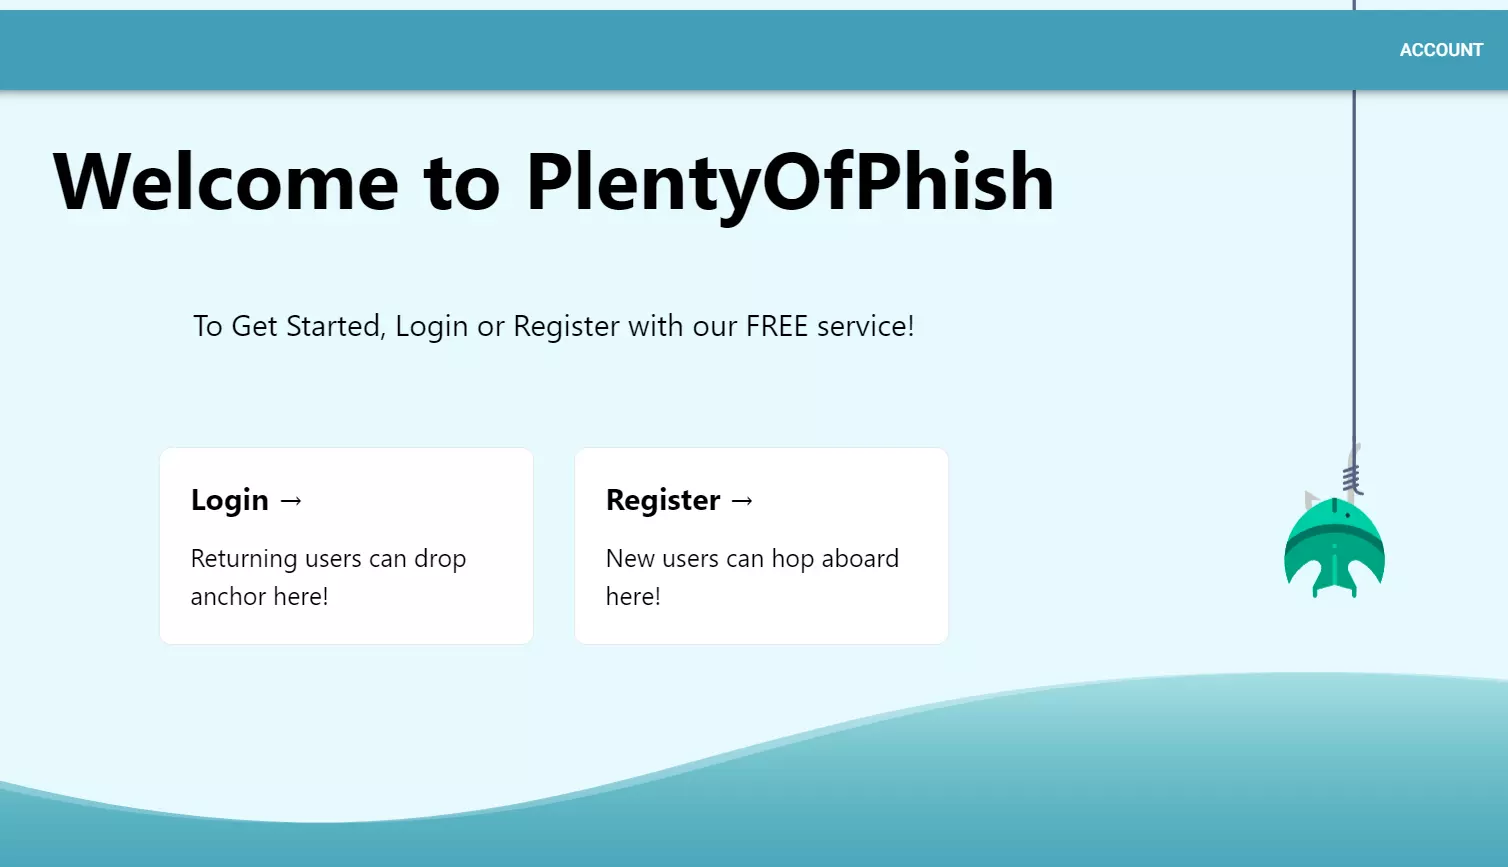 ACCOUNT
Welcome to PlentyOfPhish
To Get Started, Login or Register with our FREE service!
Login →
Returning users can drop
anchor here!
Register →
New users can hop aboard
here!